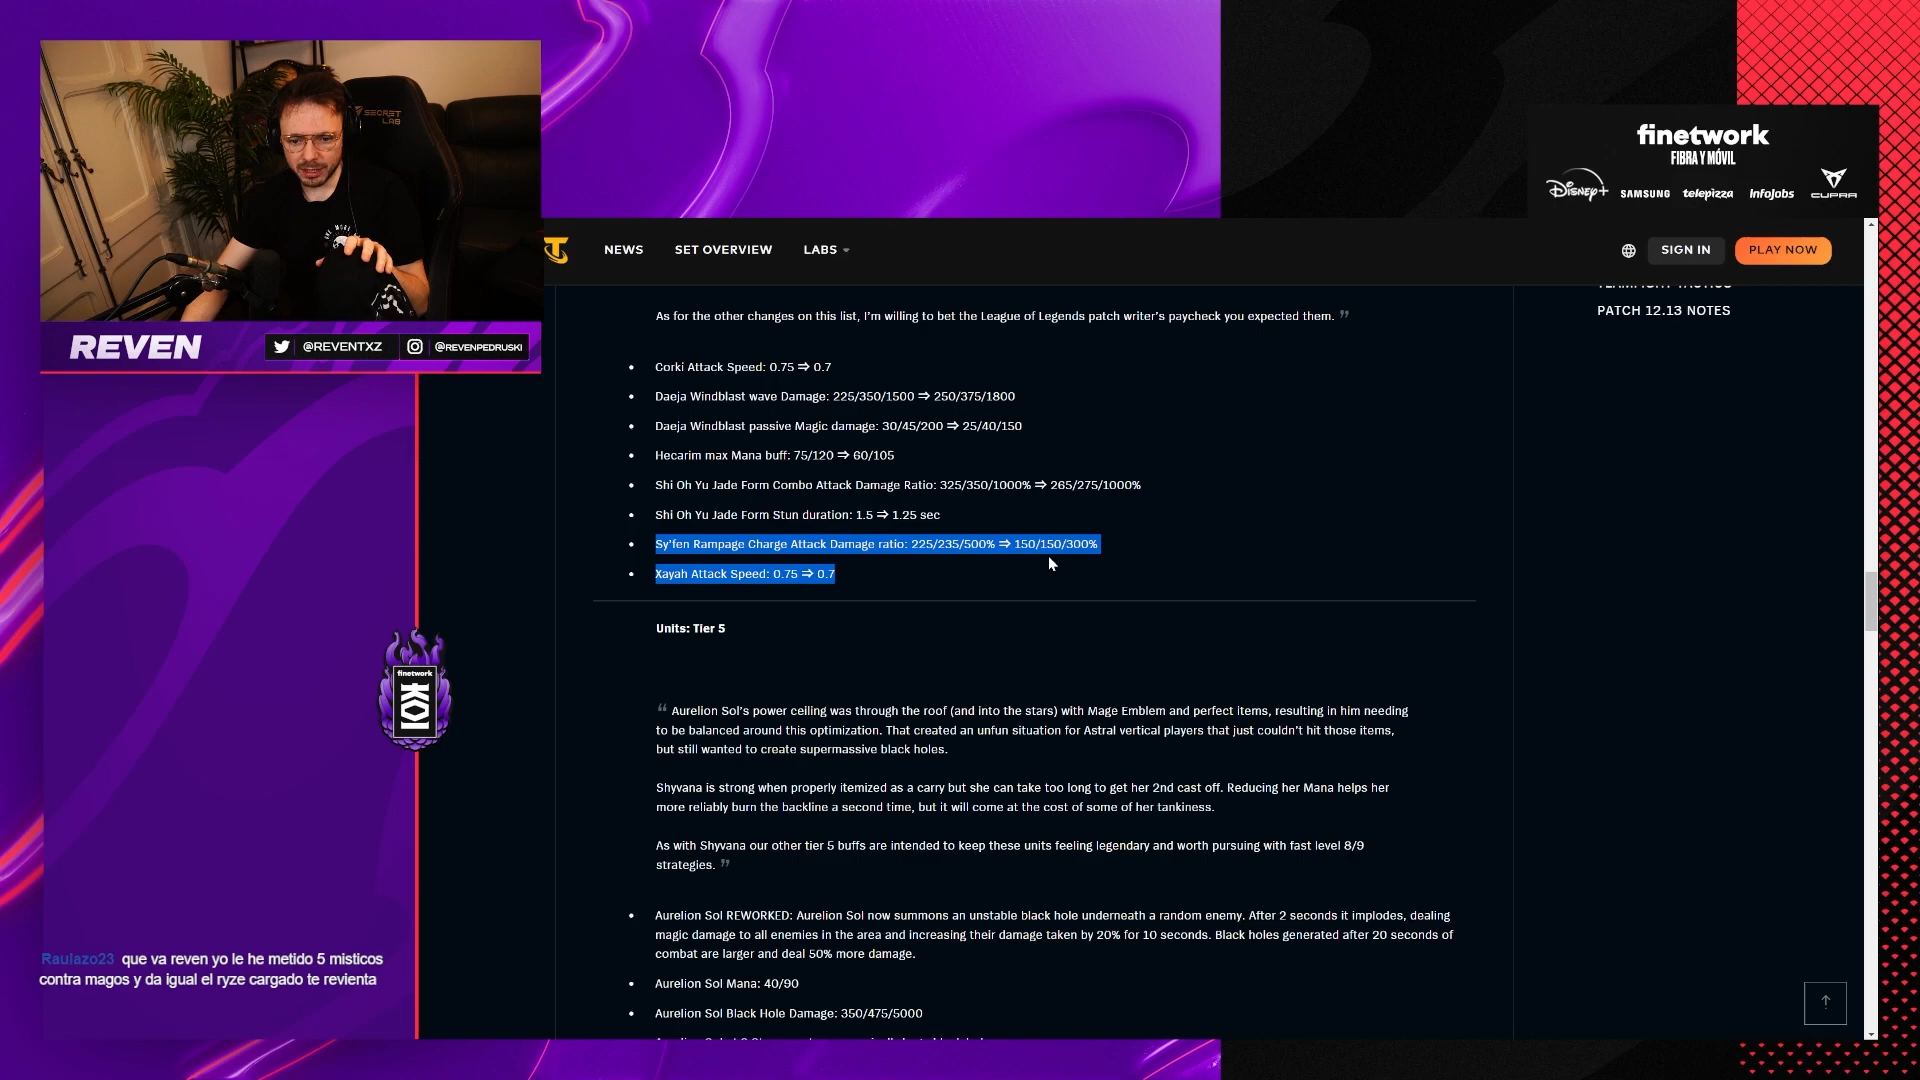 SECRET
LAB
REVEN
@REVENTXZ
@REVENPEDRUSKI
finetwork
FIBRA Y MÓVIL
Disney+ SAMSUNG telepizza InfoJobs CUPRA
NEWS SET OVERVIEW LABS
SIGN IN PLAY NOW
TEAMFIGHT TACTICS
PATCH 12.13 NOTES
As for the other changes on this list, I'm willing to bet the League of Legends patch writer's paycheck you expected them. ”
• Corki Attack Speed: 0.75 ⇒ 0.7
• Daeja Windblast wave Damage: 225/350/1500 ⇒ 250/375/1800
• Daeja Windblast passive Magic damage: 30/45/200 ⇒ 25/40/150
• Hecarim max Mana buff: 75/120 ⇒ 60/105
• Shi Oh Yu Jade Form Combo Attack Damage Ratio: 325/350/1000% ⇒ 265/275/1000%
• Shi Oh Yu Jade Form Stun duration: 1.5 ⇒ 1.25 sec
• Sy'fen Rampage Charge Attack Damage ratio: 225/235/500% ⇒ 150/150/300%
• Xayah Attack Speed: 0.75 ⇒ 0.7
Units: Tier 5
“ Aurelion Sol's power ceiling was through the roof (and into the stars) with Mage Emblem and perfect items, resulting in him needing
to be balanced around this optimization. That created an unfun situation for Astral vertical players that just couldn't hit those items,
but still wanted to create supermassive black holes.
Shyvana is strong when properly itemized as a carry but she can take too long to get her 2nd cast off. Reducing her Mana helps her
more reliably burn the backline a second time, but it will come at the cost of some of her tankiness.
As with Shyvana our other tier 5 buffs are intended to keep these units feeling legendary and worth pursuing with fast level 8/9
strategies. ”
• Aurelion Sol REWORKED: Aurelion Sol now summons an unstable black hole underneath a random enemy. After 2 seconds it implodes, dealing
magic damage to all enemies in the area and increasing their damage taken by 20% for 10 seconds. Black holes generated after 20 seconds of
combat are larger and deal 50% more damage.
• Aurelion Sol Mana: 40/90
• Aurelion Sol Black Hole Damage: 350/475/5000
finetwork
KOI
Raulazo23 que va reven yo le he metido 5 misticos
contra magos y da igual el ryze cargado te revienta